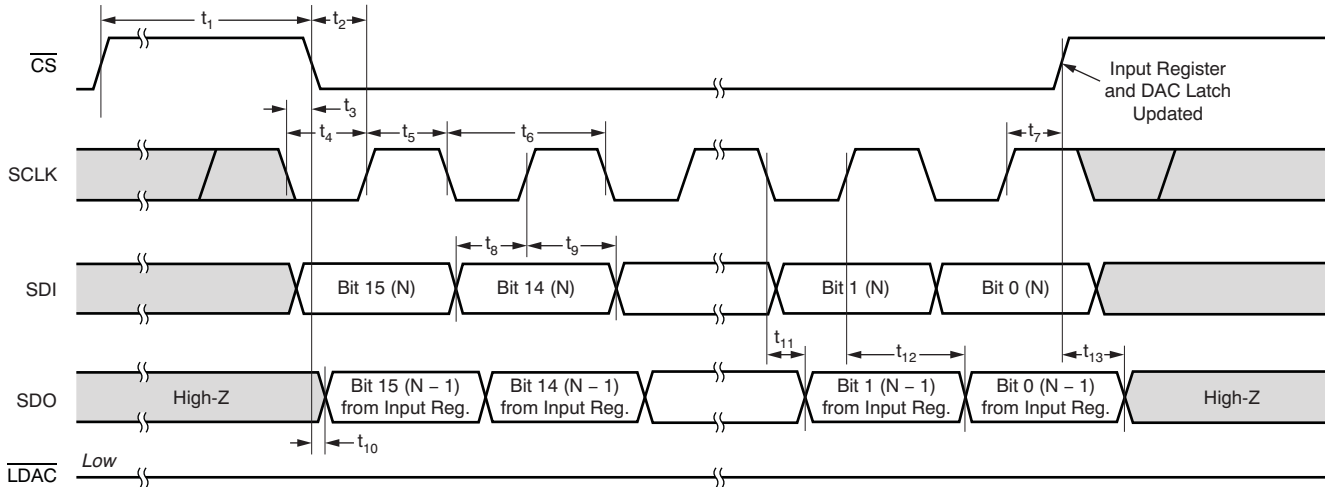 t1
t2
CS
Input Register
and DAC Latch
Updated
t3
t4
t5
t6
t7
SCLK
t8
t9
SDI
Bit 15 (N)
Bit 14 (N)
Bit 1 (N)
Bit 0 (N)
t11
t12
t13
SDO
High-Z
Bit 15 (N − 1)
from Input Reg.
Bit 14 (N − 1)
from Input Reg.
Bit 1 (N − 1)
from Input Reg.
Bit 0 (N − 1)
from Input Reg.
High-Z
t10
LDAC
Low